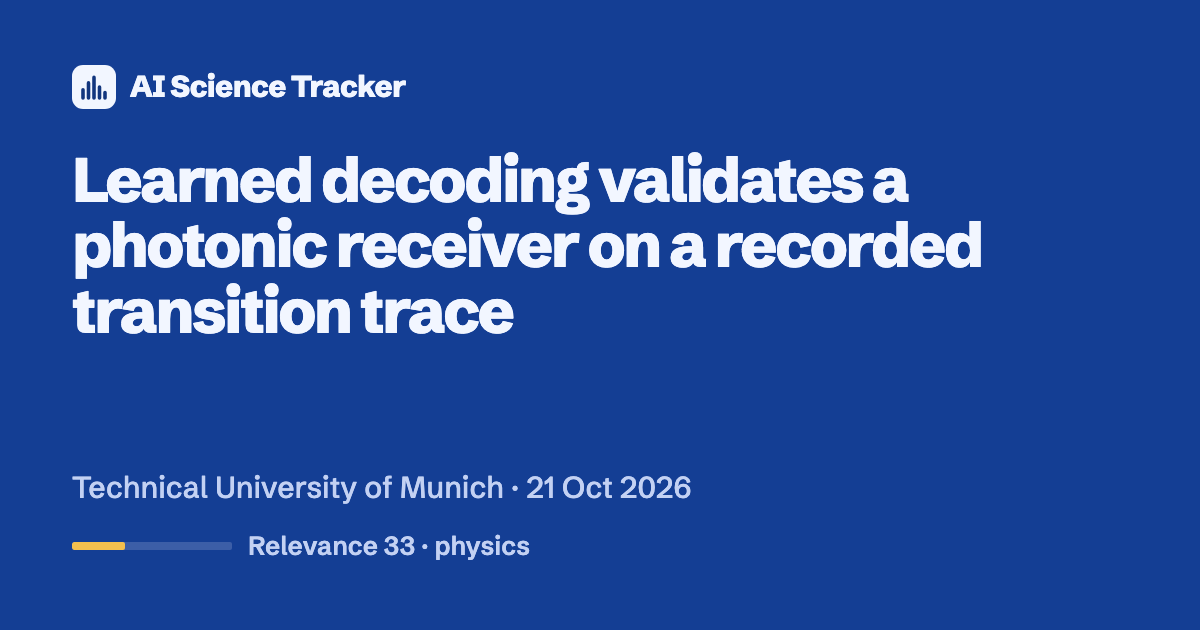 AI Science Tracker
Learned decoding validates a
photonic receiver on a recorded
transition trace
Technical University of Munich · 21 Oct 2026
Relevance 33 · physics